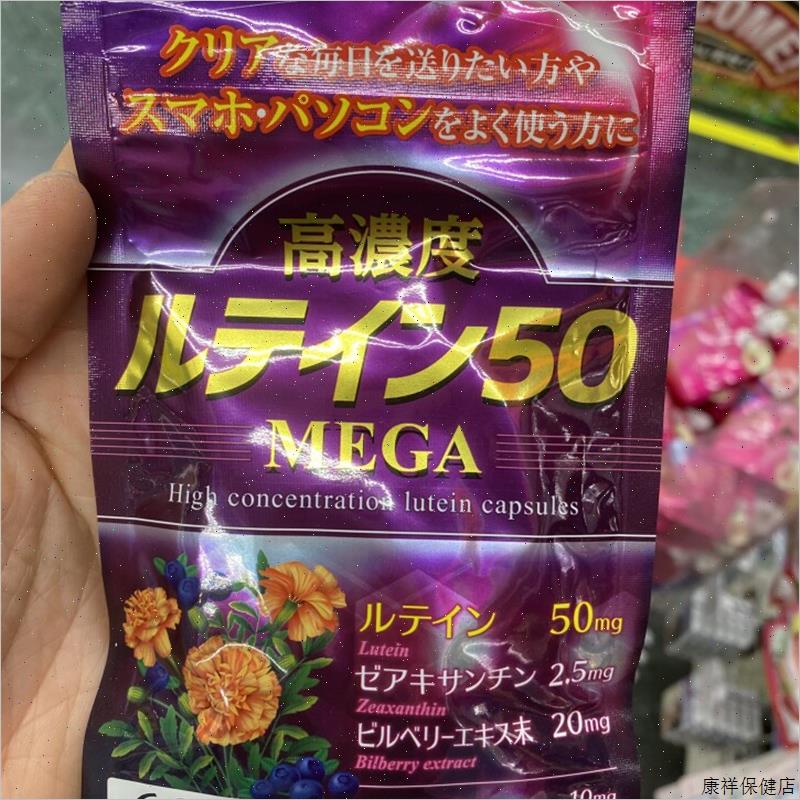 クリアな毎日を送りたい方や
スマホ・パソコンをよく使う方に
高濃度
ルテイン50
MEGA
High concentration lutein capsules
ルテイン 50mg
Lutein
ゼアキサンチン 2.5mg
Zeaxanthin
ビルベリーエキス末 20mg
Bilberry extract
10mg
康祥保健店